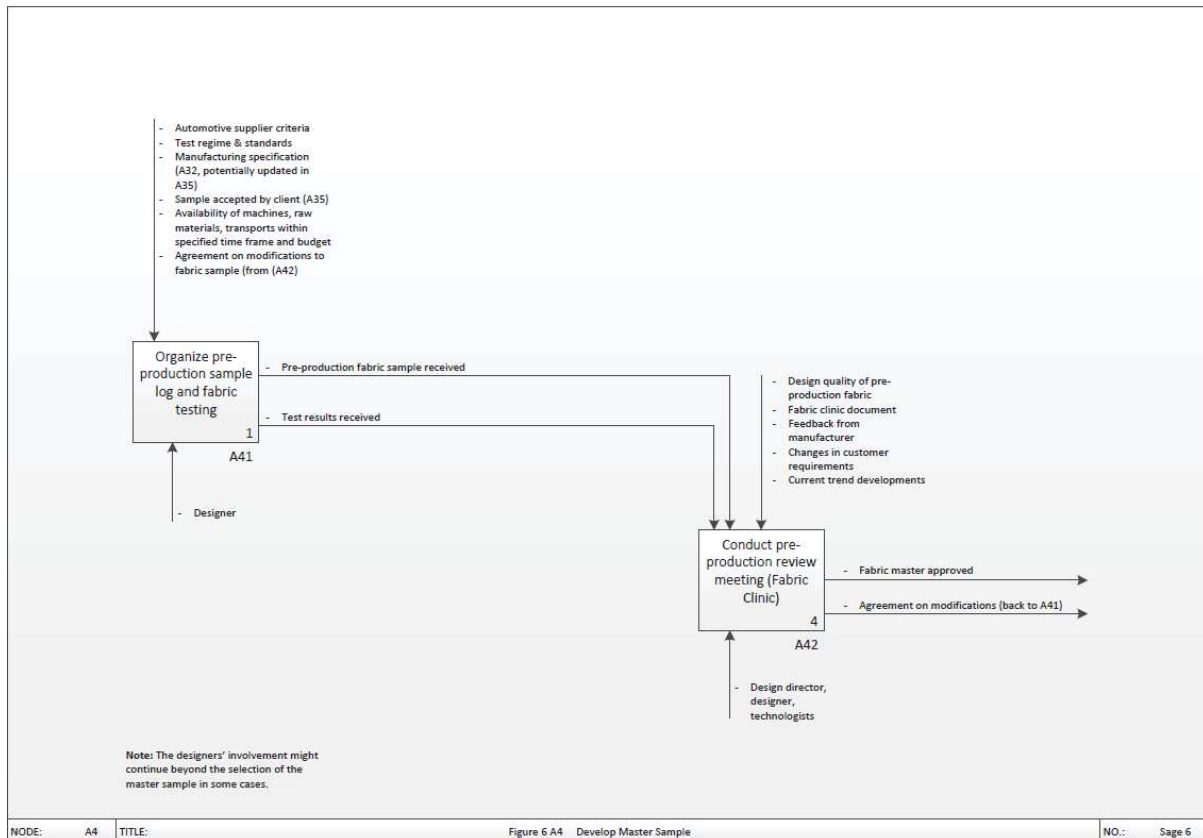 - Automotive supplier criteria
- Test regime & standards
- Manufacturing specification
(A32, potentially updated in
A35)
- Sample accepted by client (A35)
- Availability of machines, raw
materials, transports within
specified time frame and budget
- Agreement on modifications to
fabric sample (from (A42)
Organize pre-
production sample
log and fabric
testing
1
A41
- Pre-production fabric sample received
- Test results received
- Designer
- Design quality of pre-
production fabric
- Fabric clinic document
- Feedback from
manufacturer
- Changes in customer
requirements
- Current trend developments
Conduct pre-
production review
meeting (Fabric
Clinic)
4
A42
- Fabric master approved
- Agreement on modifications (back to A41)
- Design director,
designer,
technologists
Note: The designers' involvement might
continue beyond the selection of the
master sample in some cases.
NODE: A4 TITLE: Figure 6 A4 Develop Master Sample NO.: Sage 6